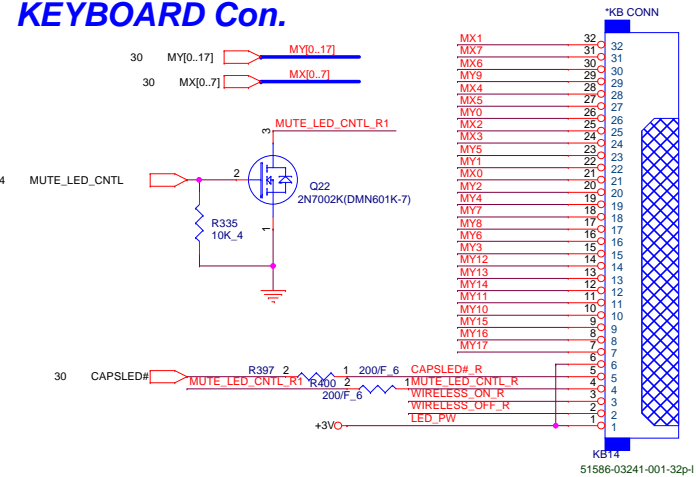 KEYBOARD Con.
*KB CONN
30 MY[0..17] MY[0..17]
30 MX[0..7] MX[0..7]
MUTE_LED_CNTL_R1
3
4 MUTE_LED_CNTL
2
Q22
2N7002K(DMN601K-7)
1
R335
10K_4
MX1 32 32
MX7 31 31
MX6 30 30
MY9 29 29
MX4 28 28
MX5 27 27
MY0 26 26
MX2 25 25
MX3 24 24
MY5 23 23
MY1 22 22
MX0 21 21
MY2 20 20
MY4 19 19
MY7 18 18
MY8 17 17
MY6 16 16
MY3 15 15
MY12 14 14
MY13 13 13
MY14 12 12
MY11 11 11
MY10 10 10
MY15 9 9
MY16 8 8
MY17 7 7
6 6
30 CAPSLED# R397 2 1 200/F_6 CAPSLED#_R 5 5
MUTE_LED_CNTL_R1 R400 2 1 200/F_6 MUTE_LED_CNTL_R 4 4
WIRELESS_ON_R 3 3
WIRELESS_OFF_R 2 2
+3VO LED_PW 1 1
KB14
51586-03241-001-32p-l